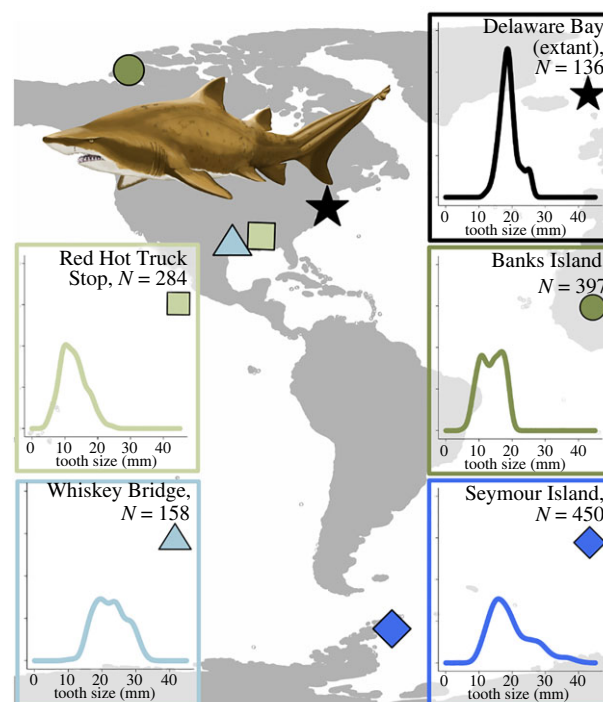 Delaware Bay
(extant),
N = 136
0 10 20 30 40
tooth size (mm)
Red Hot Truck
Stop, N = 284
0 10 20 30 40
tooth size (mm)
Banks Island
N = 397
0 10 20 30 40
tooth size (mm)
Whiskey Bridge,
N = 158
0 10 20 30 40
tooth size (mm)
Seymour Island,
N = 450
0 10 20 30 40
tooth size (mm)